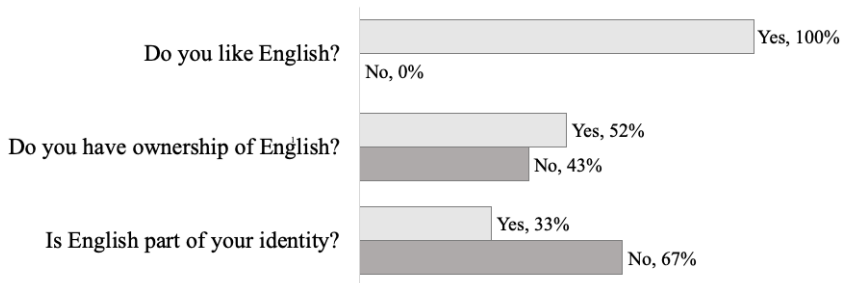 Do you like English?
Yes, 100%
No, 0%
Do you have ownership of English?
Yes, 52%
No, 43%
Is English part of your identity?
Yes, 33%
No, 67%